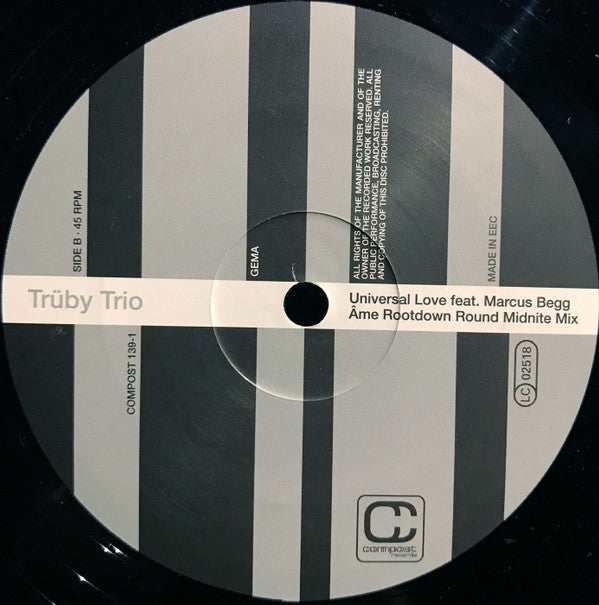 SIDE B · 45 RPM
GEMA
ALL RIGHTS OF THE MANUFACTURER AND OF THE
OWNER OF THE RECORDED WORK RESERVED. ALL
PUBLIC PERFORMANCE, BROADCASTING, RENTING
AND COPYING OF THIS DISC PROHIBITED.
MADE IN EEC
Trüby Trio
Universal Love feat. Marcus Begg
Âme Rootdown Round Midnite Mix
COMPOST 139-1
LC 02518
compost
records